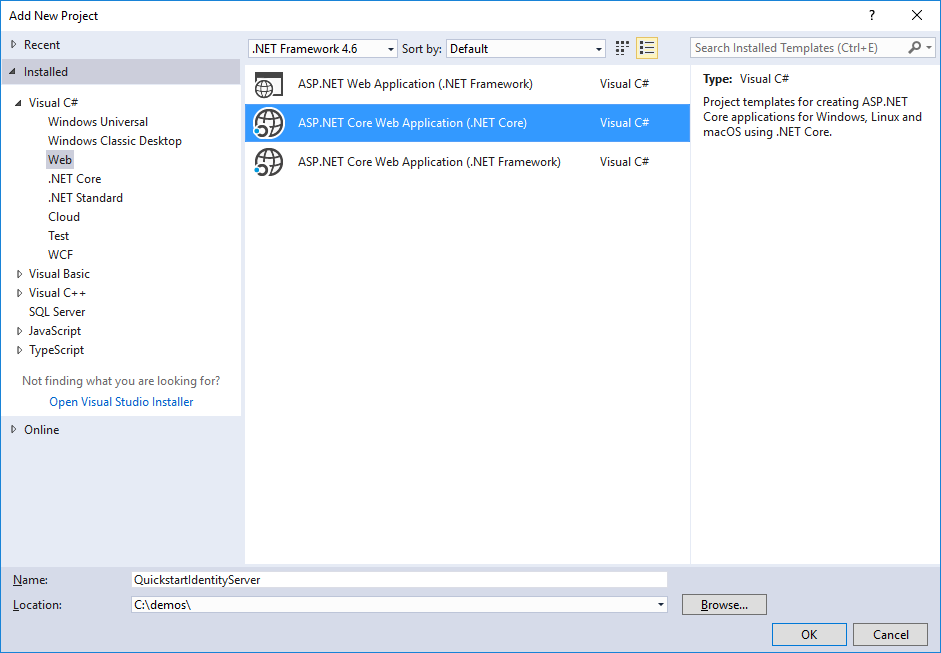 Add New Project
?
Recent
Installed
Visual C#
Windows Universal
Windows Classic Desktop
Web
.NET Core
.NET Standard
Cloud
Test
WCF
Visual Basic
Visual C++
SQL Server
JavaScript
TypeScript
Not finding what you are looking for?
Open Visual Studio Installer
Online
.NET Framework 4.6 Sort by: Default
ASP.NET Web Application (.NET Framework) Visual C#
ASP.NET Core Web Application (.NET Core) Visual C#
ASP.NET Core Web Application (.NET Framework) Visual C#
Search Installed Templates (Ctrl+E)
Type: Visual C#
Project templates for creating ASP.NET
Core applications for Windows, Linux and
macOS using .NET Core.
Name: QuickstartIdentityServer
Location: C:\demos\ Browse...
OK Cancel